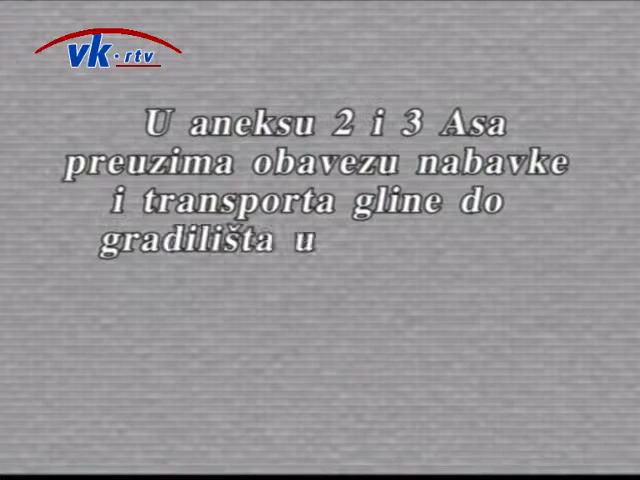 vk·rtv
U aneksu 2 i 3 Asa
preuzima obavezu nabavke
i transporta gline do
gradilišta u